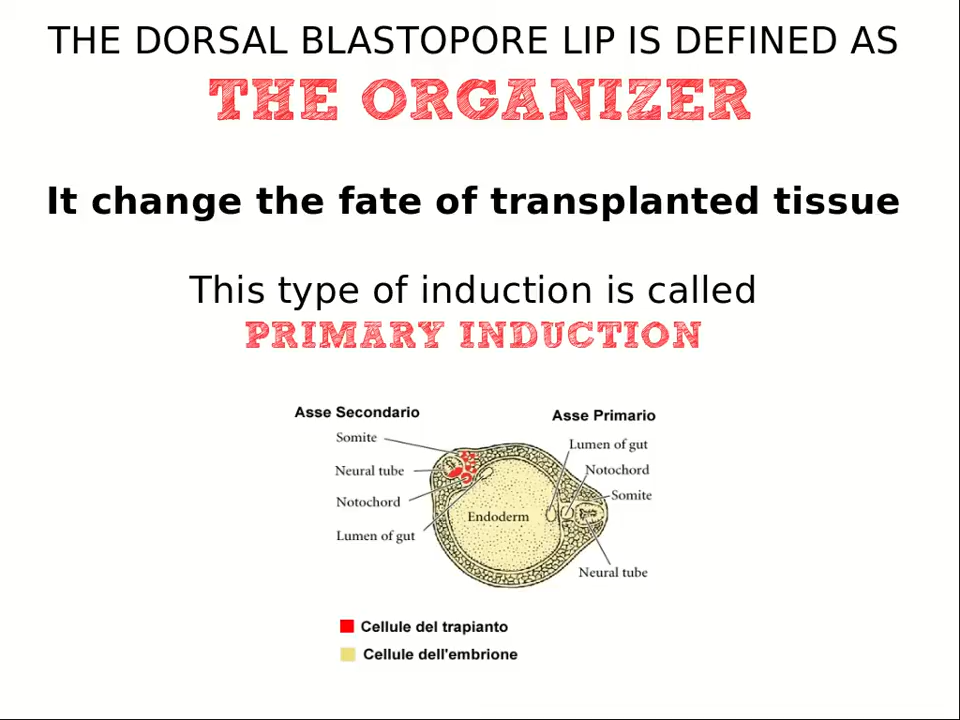 THE DORSAL BLASTOPORE LIP IS DEFINED AS
THE ORGANIZER
It change the fate of transplanted tissue
This type of induction is called
PRIMARY INDUCTION
Asse Secondario
Asse Primario
Somite
Lumen of gut
Neural tube
Notochord
Notochord
Somite
Endoderm
Lumen of gut
Neural tube
Cellule del trapianto
Cellule dell'embrione